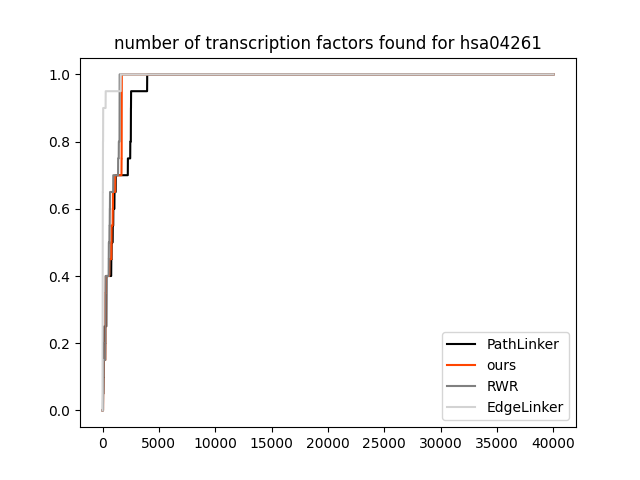 number of transcription factors found for hsa04261
1.0
0.8
0.6
0.4
0.2
0.0
PathLinker
ours
RWR
EdgeLinker
0 5000 10000 15000 20000 25000 30000 35000 40000